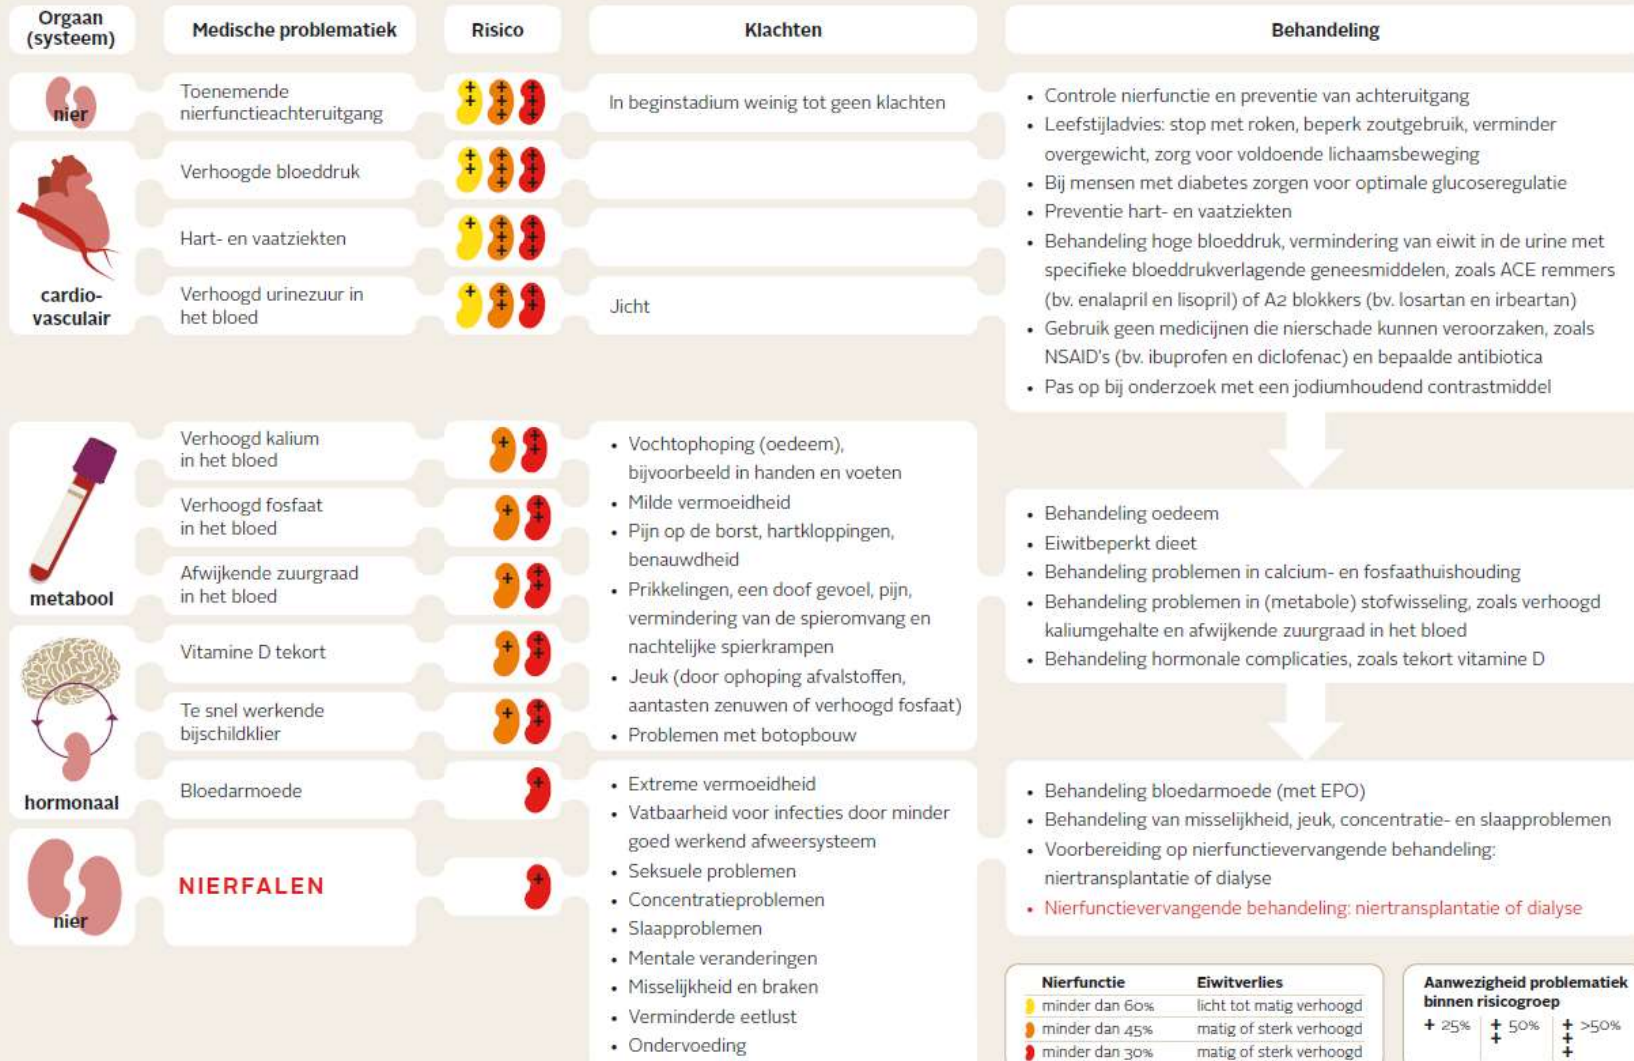 Orgaan
(systeem)
Medische problematiek
Risico
Klachten
Behandeling
nier
Toenemende
nierfunctieachteruitgang
++ +++ +++
In beginstadium weinig tot geen klachten
cardio-
vasculair
Verhoogde bloeddruk
++ +++ +++
Hart- en vaatziekten
+ +++ +++
Verhoogd urinezuur in
het bloed
+ ++ ++
Jicht
• Controle nierfunctie en preventie van achteruitgang
• Leefstijladvies: stop met roken, beperk zoutgebruik, verminder
overgewicht, zorg voor voldoende lichaamsbeweging
• Bij mensen met diabetes zorgen voor optimale glucoseregulatie
• Preventie hart- en vaatziekten
• Behandeling hoge bloeddruk, vermindering van eiwit in de urine met
specifieke bloeddrukverlagende geneesmiddelen, zoals ACE remmers
(bv. enalapril en lisopril) of A2 blokkers (bv. losartan en irbeartan)
• Gebruik geen medicijnen die nierschade kunnen veroorzaken, zoals
NSAID's (bv. ibuprofen en diclofenac) en bepaalde antibiotica
• Pas op bij onderzoek met een jodiumhoudend contrastmiddel
metabool
Verhoogd kalium
in het bloed
+ ++
Verhoogd fosfaat
in het bloed
+ ++
Afwijkende zuurgraad
in het bloed
+ ++
hormonaal
Vitamine D tekort
+ ++
Te snel werkende
bijschildklier
+ ++
• Vochtophoping (oedeem),
bijvoorbeeld in handen en voeten
• Milde vermoeidheid
• Pijn op de borst, hartkloppingen,
benauwdheid
• Prikkelingen, een doof gevoel, pijn,
vermindering van de spieromvang en
nachtelijke spierkrampen
• Jeuk (door ophoping afvalstoffen,
aantasten zenuwen of verhoogd fosfaat)
• Problemen met botopbouw
• Behandeling oedeem
• Eiwitbeperkt dieet
• Behandeling problemen in calcium- en fosfaathuishouding
• Behandeling problemen in (metabole) stofwisseling, zoals verhoogd
kaliumgehalte en afwijkende zuurgraad in het bloed
• Behandeling hormonale complicaties, zoals tekort vitamine D
Bloedarmoede
+
nier
NIERFALEN
+
• Extreme vermoeidheid
• Vatbaarheid voor infecties door minder
goed werkend afweersysteem
• Seksuele problemen
• Concentratieproblemen
• Slaapproblemen
• Mentale veranderingen
• Misselijkheid en braken
• Verminderde eetlust
• Ondervoeding
• Behandeling bloedarmoede (met EPO)
• Behandeling van misselijkheid, jeuk, concentratie- en slaapproblemen
• Voorbereiding op nierfunctievervangende behandeling:
niertransplantatie of dialyse
• Nierfunctievervangende behandeling: niertransplantatie of dialyse
Nierfunctie Eiwitverlies
minder dan 60% licht tot matig verhoogd
minder dan 45% matig of sterk verhoogd
minder dan 30% matig of sterk verhoogd
Aanwezigheid problematiek
binnen risicogroep
+ 25% ++ 50% +++ >50%